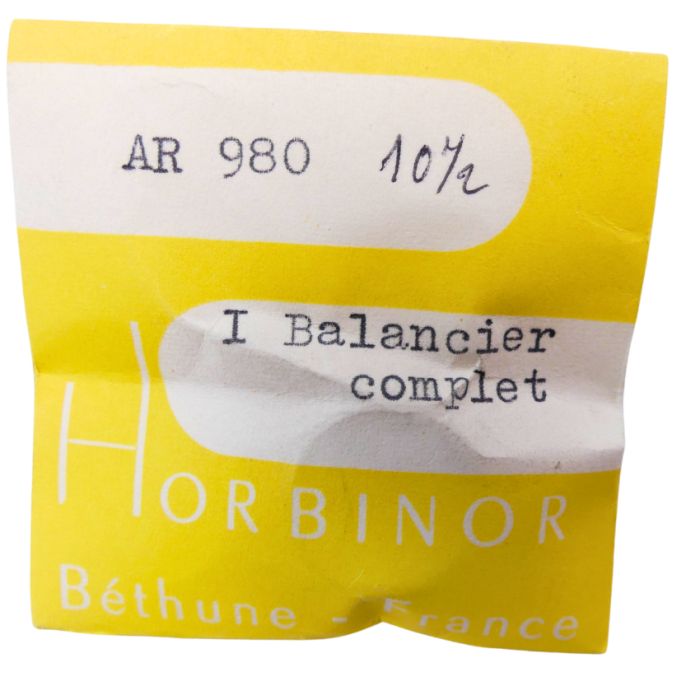 AR 980 10½
I Balancier
complet
HORBINOR
Béthune - France